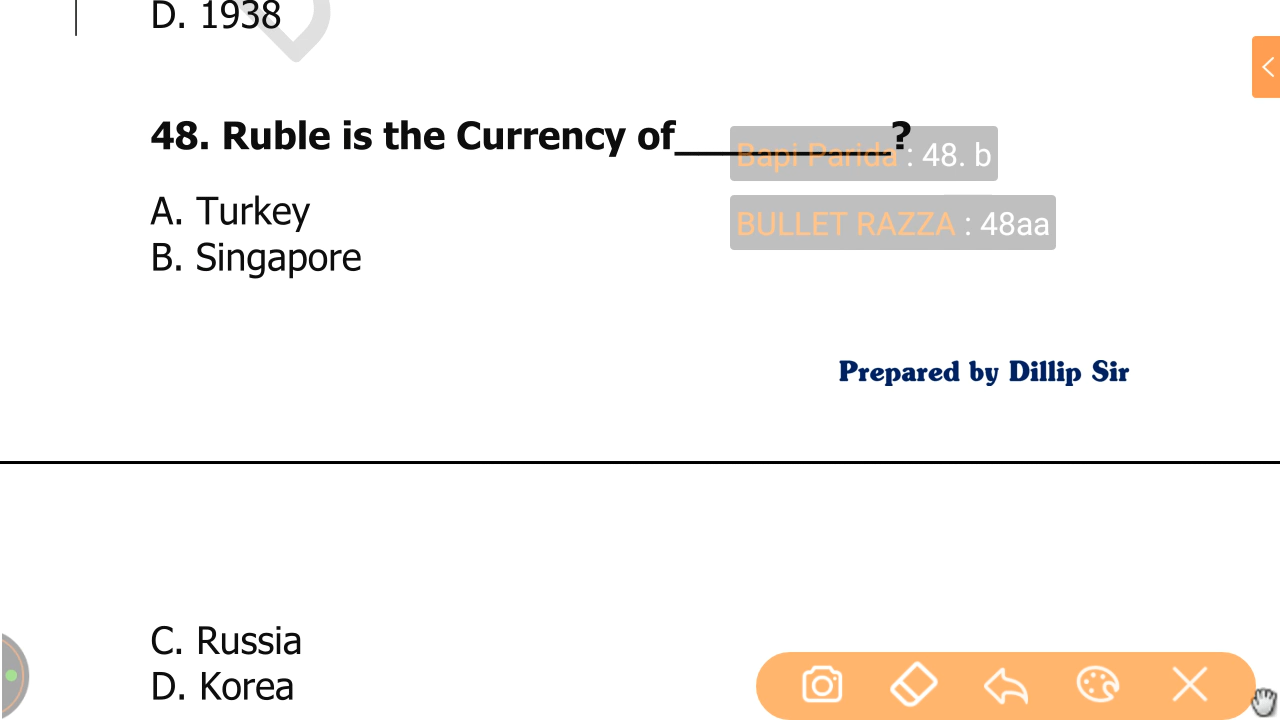 D. 1938
48. Ruble is the Currency of___________?
Bapi Parida : 48. b
A. Turkey
BULLET RAZZA : 48aa
B. Singapore
Prepared by Dillip Sir
C. Russia
D. Korea